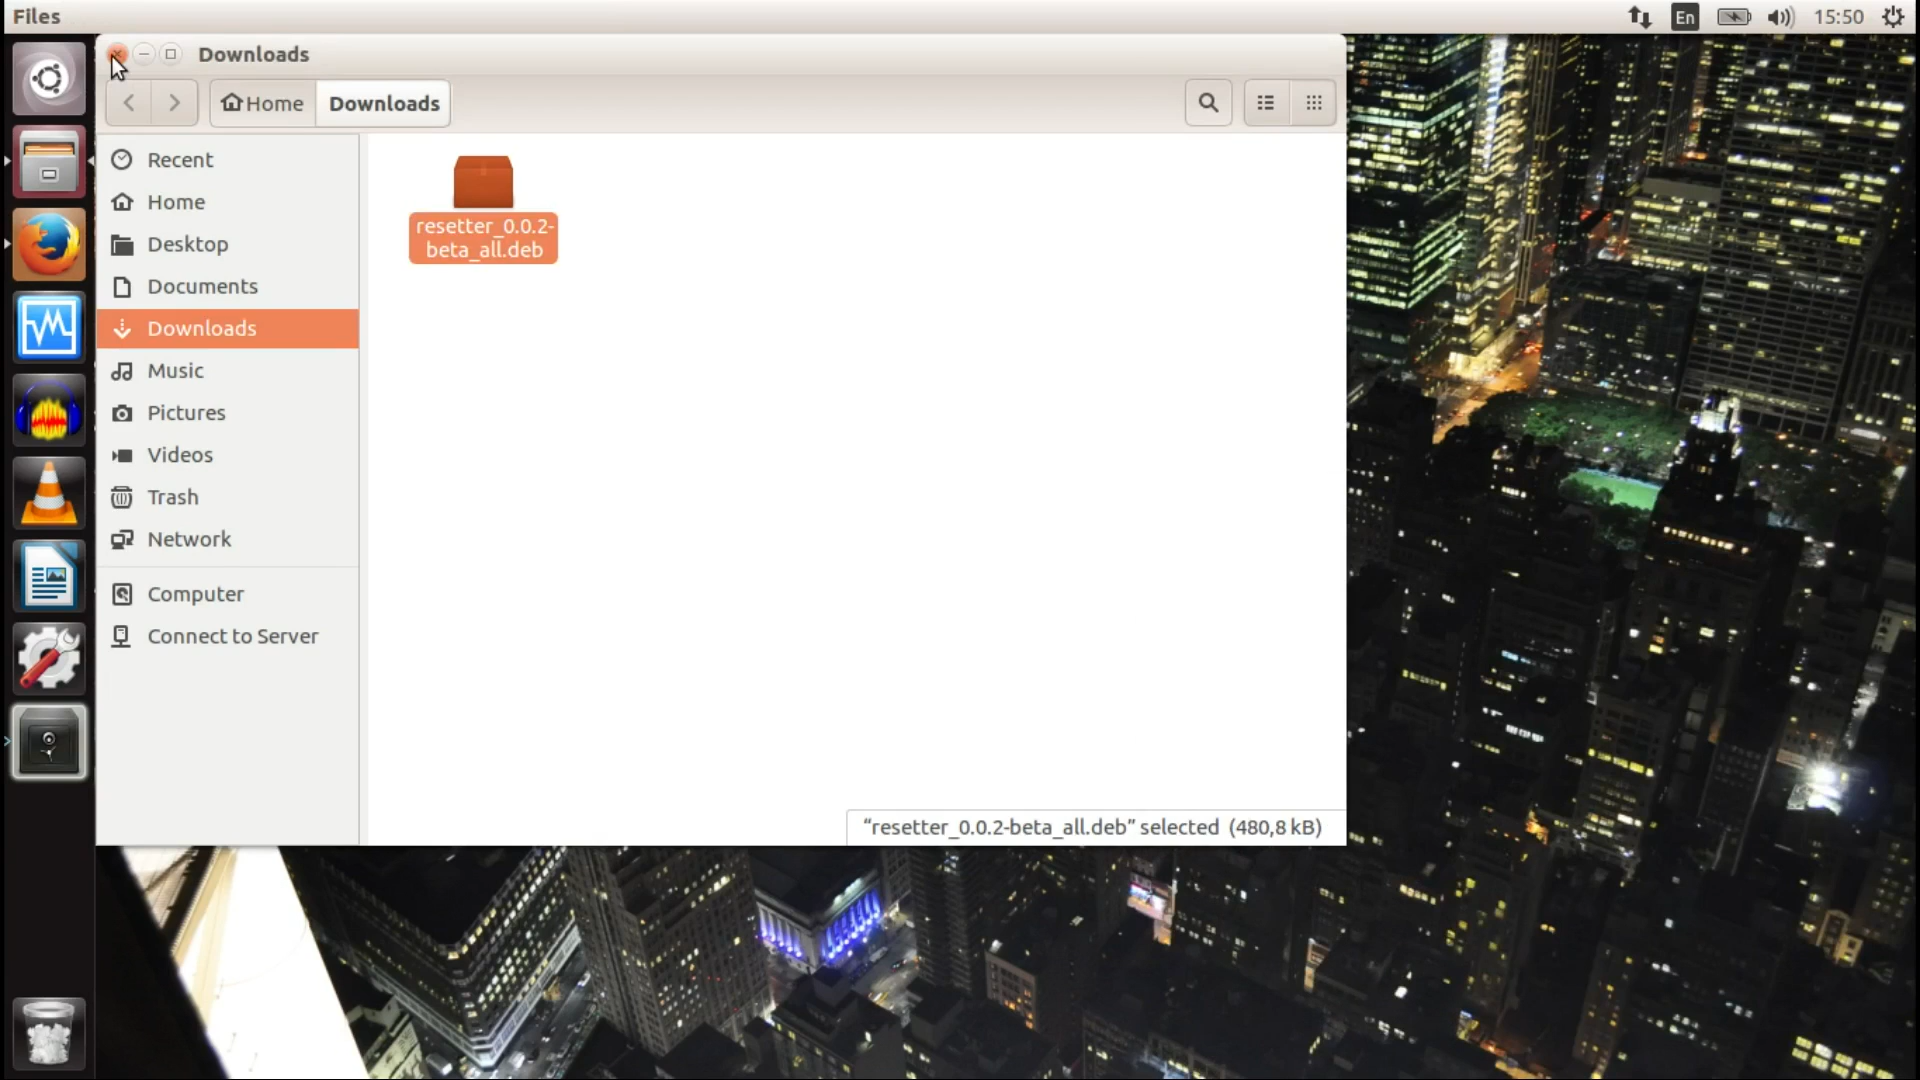 Files
En
15:50
Downloads
Home
Downloads
Recent
Home
Desktop
Documents
Downloads
Music
Pictures
Videos
Trash
Network
Computer
Connect to Server
resetter_0.0.2-
beta_all.deb
“resetter_0.0.2-beta_all.deb” selected (480,8 kB)